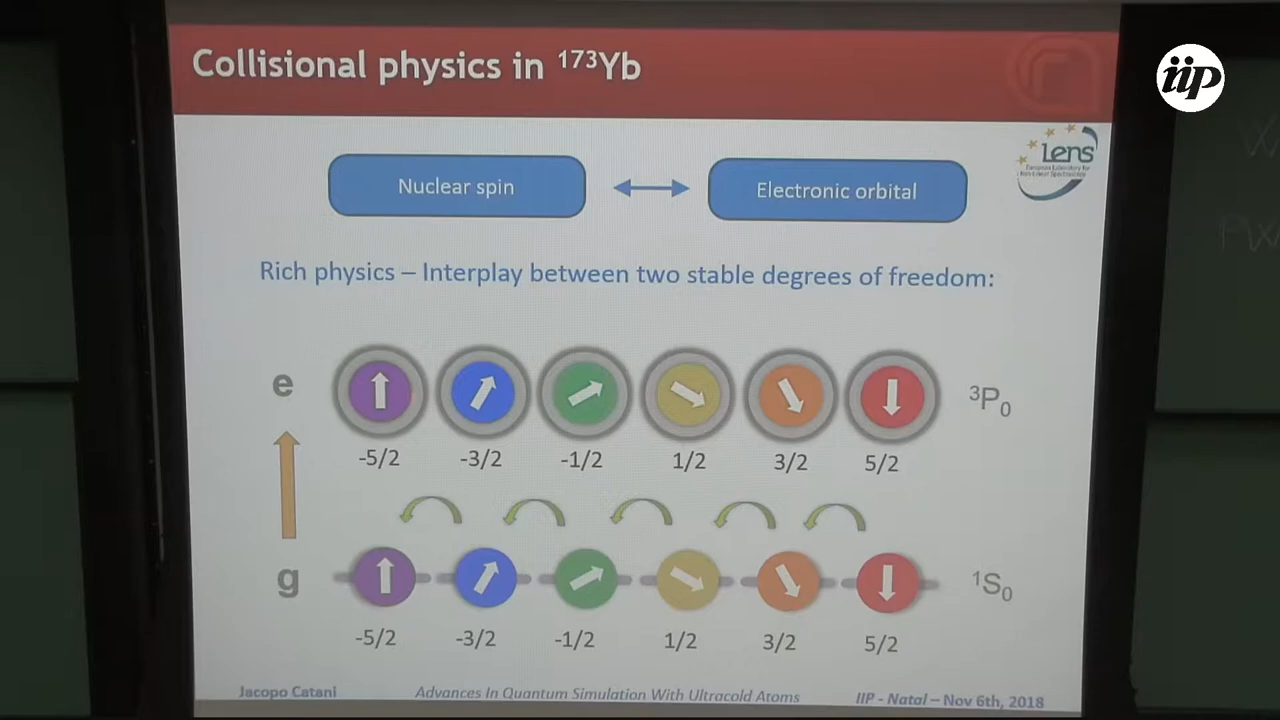 Collisional physics in ¹⁷³Yb
iip
Lens
Nuclear spin
Electronic orbital
Rich physics – Interplay between two stable degrees of freedom:
e
³P₀
-5/2 -3/2 -1/2 1/2 3/2 5/2
g
¹S₀
-5/2 -3/2 -1/2 1/2 3/2 5/2
Jacopo Catani
Advances In Quantum Simulation With Ultracold Atoms
IIP - Natal – Nov 6th, 2018